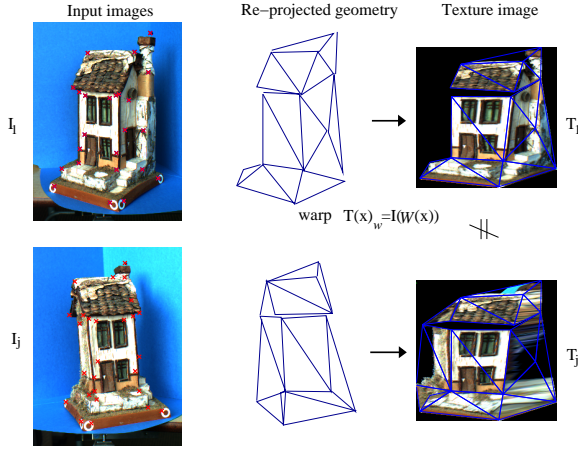 Input images Re-projected geometry Texture image
I1 T1
warp T(x)w=I(W(x))
Ij Tj